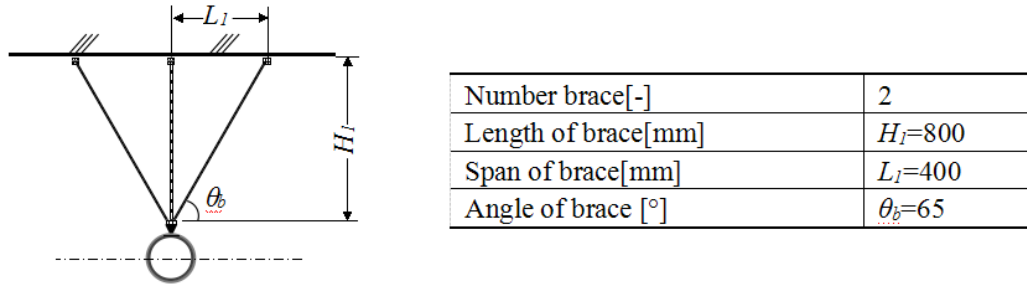 L1
H1
θb
Number brace[-] 2
Length of brace[mm] H1=800
Span of brace[mm] L1=400
Angle of brace [°] θb=65